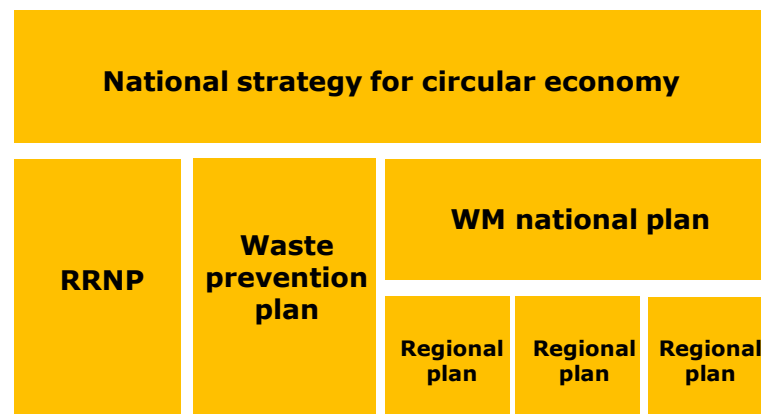 National strategy for circular economy
RRNP
Waste
prevention
plan
WM national plan
Regional
plan
Regional
plan
Regional
plan